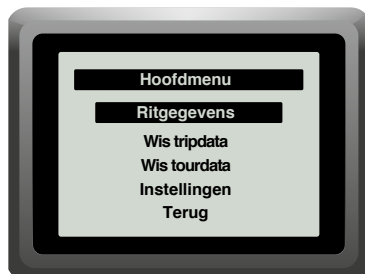 Hoofdmenu
Ritgegevens
Wis tripdata
Wis tourdata
Instellingen
Terug